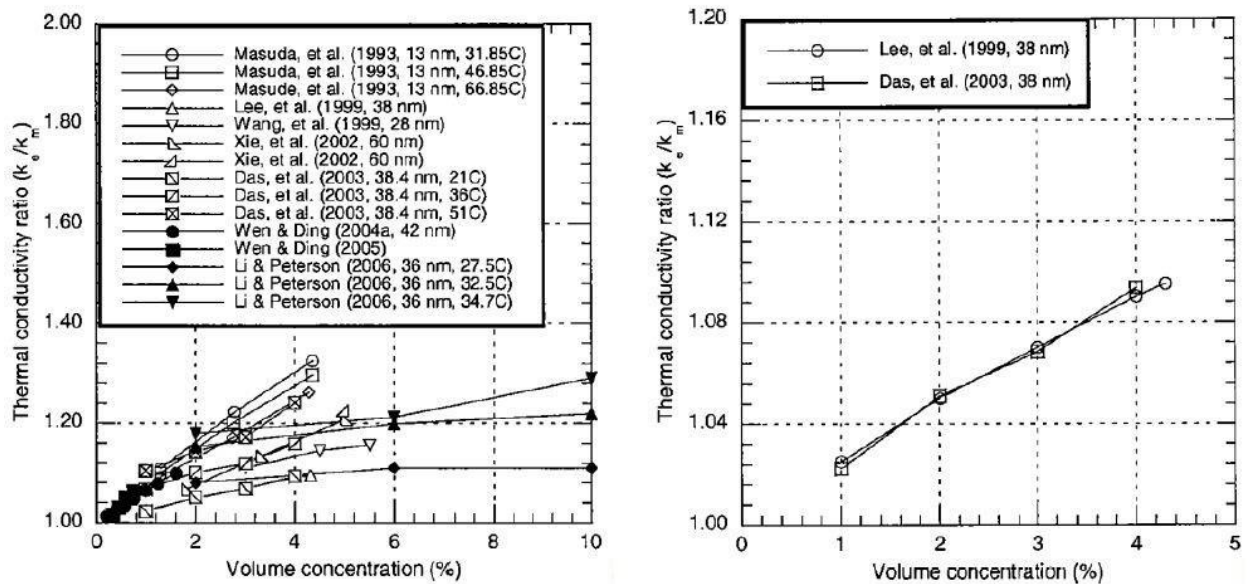 2.00
1.80
1.60
1.40
1.20
1.00
Thermal conductivity ratio (k_e/k_m)
Masuda, et al. (1993, 13 nm, 31.85C)
Masuda, et al. (1993, 13 nm, 46.85C)
Masude, et al. (1993, 13 nm, 66.85C)
Lee, et al. (1999, 38 nm)
Wang, et al. (1999, 28 nm)
Xie, et al. (2002, 60 nm)
Xie, et al. (2002, 60 nm)
Das, et al. (2003, 38.4 nm, 21C)
Das, et al. (2003, 38.4 nm, 36C)
Das, et al. (2003, 38.4 nm, 51C)
Wen & Ding (2004a, 42 nm)
Wen & Ding (2005)
Li & Peterson (2006, 36 nm, 27.5C)
Li & Peterson (2006, 36 nm, 32.5C)
Li & Peterson (2006, 36 nm, 34.7C)
0 2 4 6 8 10
Volume concentration (%)
1.20
1.16
1.12
1.08
1.04
1.00
Thermal conductivity ratio (k_e/k_m)
Lee, et al. (1999, 38 nm)
Das, et al. (2003, 38 nm)
0 1 2 3 4 5
Volume concentration (%)